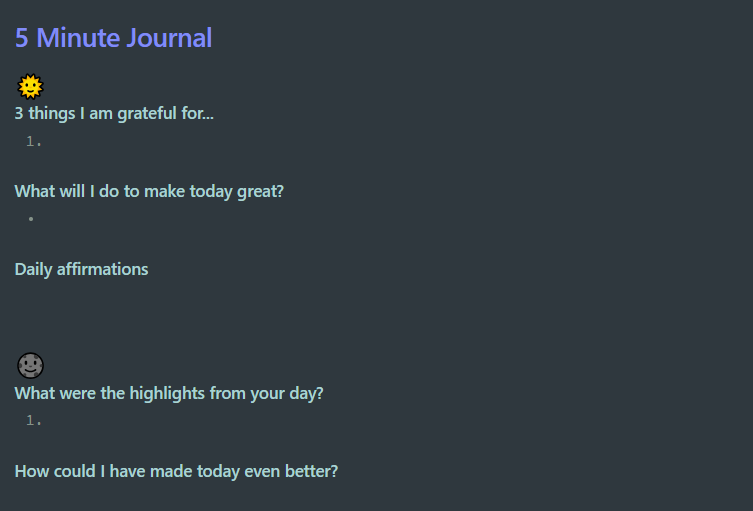 5 Minute Journal
3 things I am grateful for...
1.
What will I do to make today great?
•
Daily affirmations
What were the highlights from your day?
1.
How could I have made today even better?